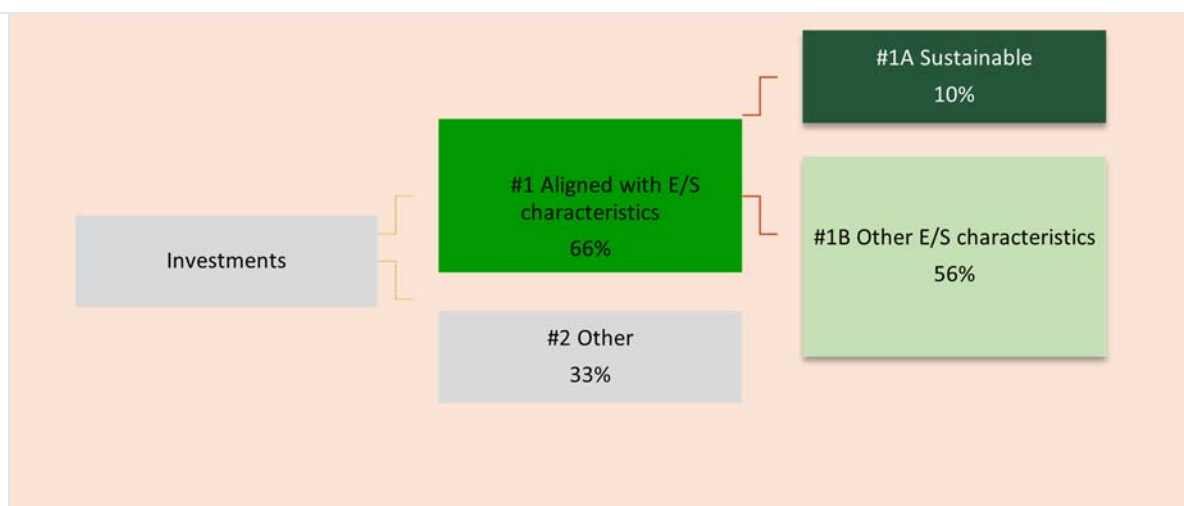 #1A Sustainable
10%
#1 Aligned with E/S
characteristics
66%
#1B Other E/S characteristics
56%
Investments
#2 Other
33%